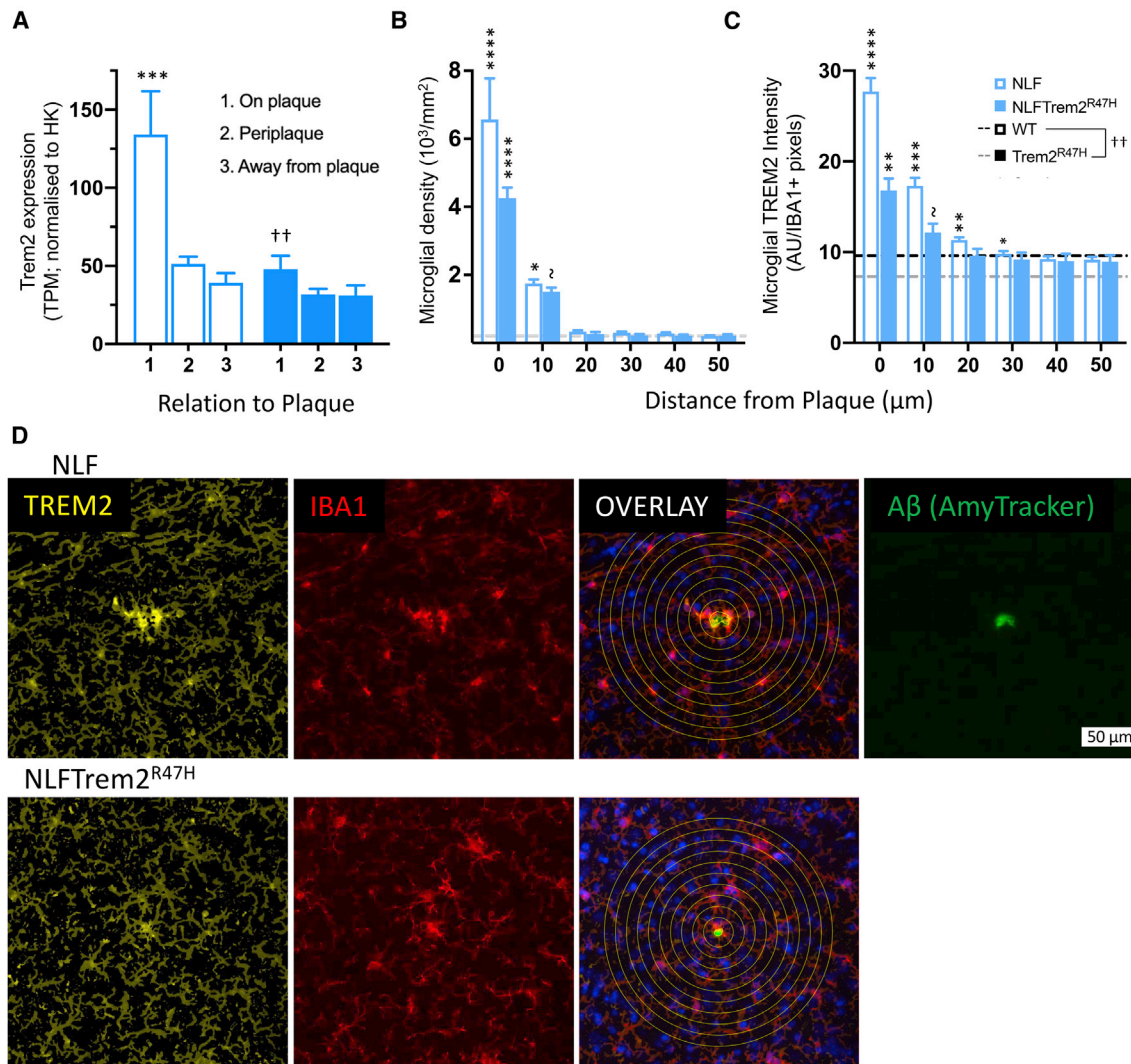 A
Trem2 expression
(TPM; normalised to HK)
150
100
50
0
***
††
1. On plaque
2. Periplaque
3. Away from plaque
1 2 3 1 2 3
Relation to Plaque
B
Microglial density (10³/mm²)
8
6
4
2
****
****
*
~
0 10 20 30 40 50
C
Microglial TREM2 Intensity
(AU/IBA1+ pixels)
30
20
10
0
****
**
***
~
**
*
NLF
NLFTrem2ᴿ⁴⁷ᴴ
WT
Trem2ᴿ⁴⁷ᴴ
††
0 10 20 30 40 50
Distance from Plaque (µm)
D
NLF
TREM2
IBA1
OVERLAY
Aβ (AmyTracker)
50 µm
NLFTrem2ᴿ⁴⁷ᴴ